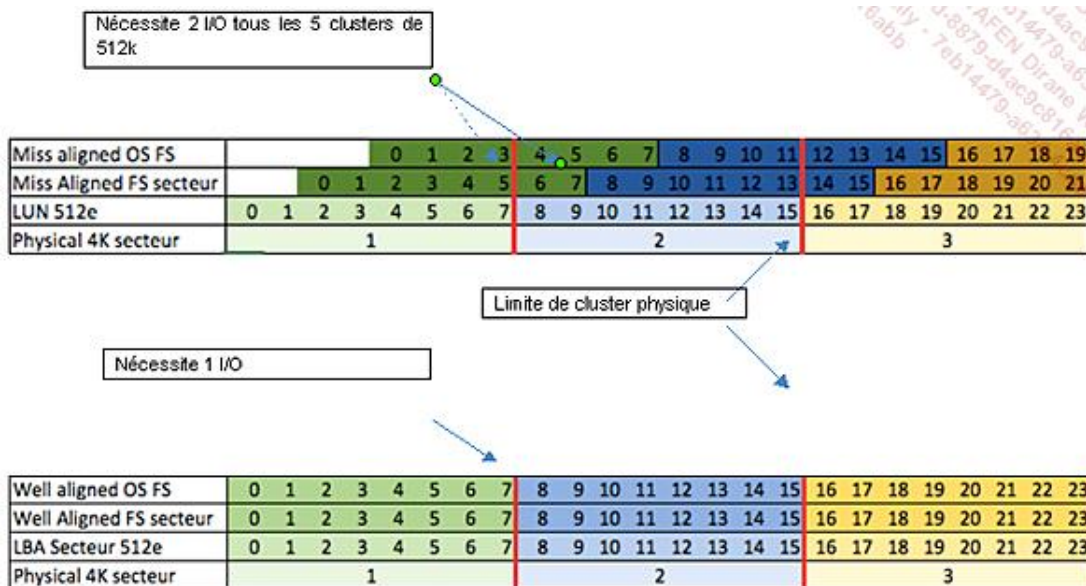 Nécessite 2 I/O tous les 5 clusters de
512k
Miss aligned OS FS 0 1 2 3 4 5 6 7 8 9 10 11 12 13 14 15 16 17 18 19
Miss Aligned FS secteur 0 1 2 3 4 5 6 7 8 9 10 11 12 13 14 15 16 17 18 19 20 21
LUN 512e 0 1 2 3 4 5 6 7 8 9 10 11 12 13 14 15 16 17 18 19 20 21 22 23
Physical 4K secteur 1 2 3
Limite de cluster physique
Nécessite 1 I/O
Well aligned OS FS 0 1 2 3 4 5 6 7 8 9 10 11 12 13 14 15 16 17 18 19 20 21 22 23
Well Aligned FS secteur 0 1 2 3 4 5 6 7 8 9 10 11 12 13 14 15 16 17 18 19 20 21 22 23
LBA Secteur 512e 0 1 2 3 4 5 6 7 8 9 10 11 12 13 14 15 16 17 18 19 20 21 22 23
Physical 4K secteur 1 2 3